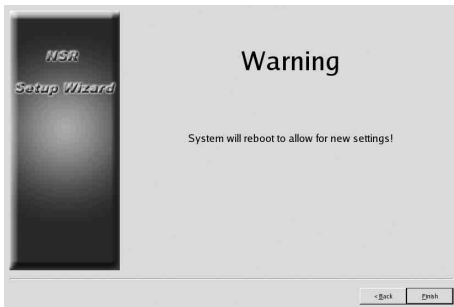 NSR
Setup Wizard
Warning
System will reboot to allow for new settings!
< Back
Finish